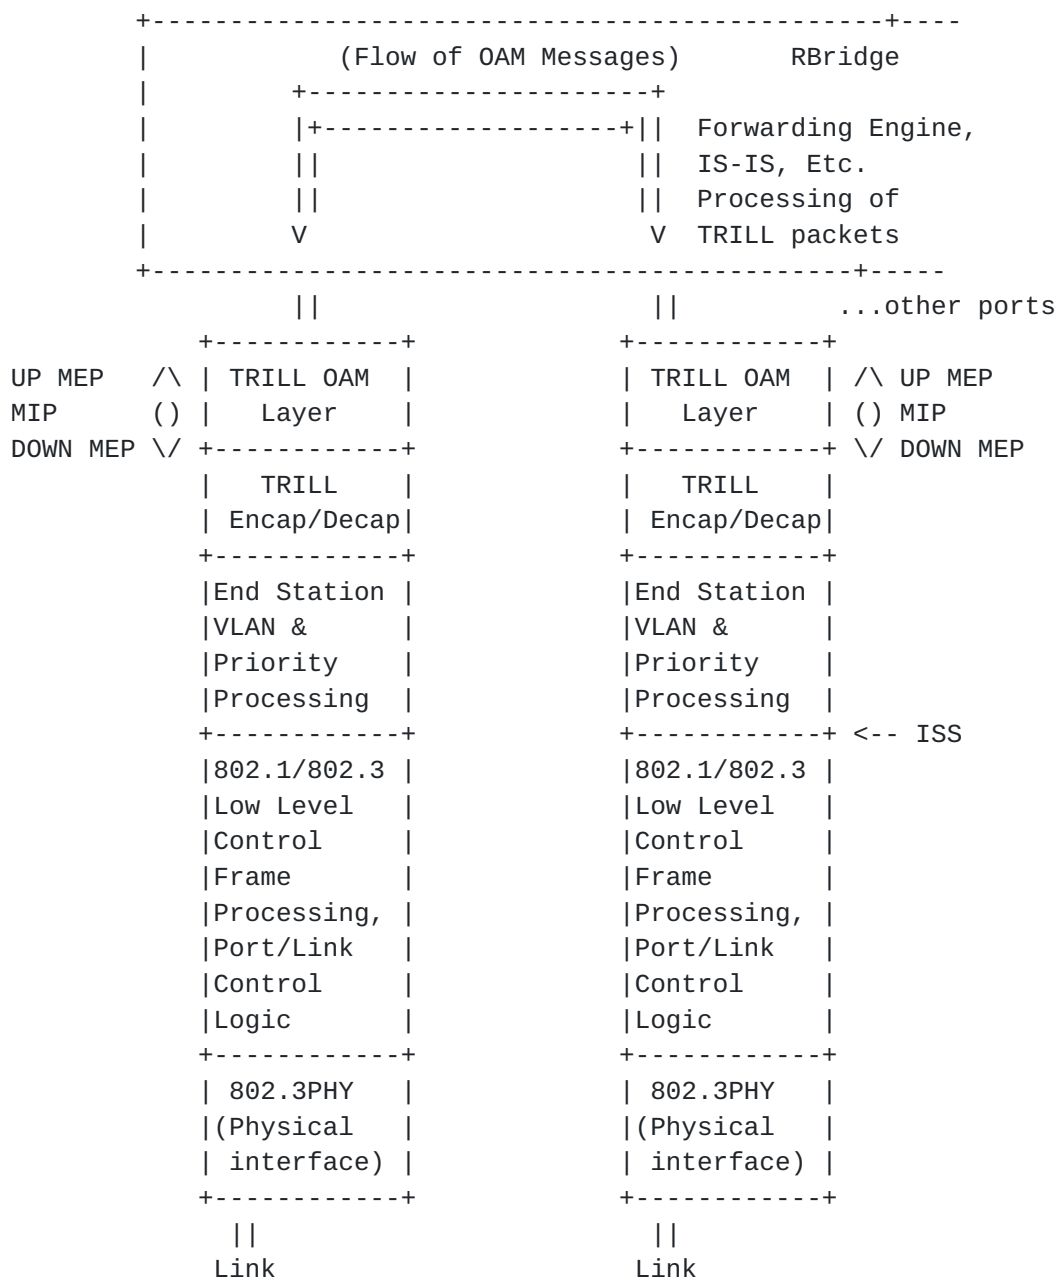 +-----------------------------------------------+----
|            (Flow of OAM Messages)       RBridge
|         +----------------------+
|         |+-------------------+||  Forwarding Engine,
|         ||                    ||  IS-IS, Etc.
|         ||                    ||  Processing of
|         V                      V  TRILL packets
+---------------------------------------------+-----
          ||                     ||          ...other ports
    +------------+             +------------+
UP MEP   /\ | TRILL OAM  |             | TRILL OAM  | /\ UP MEP
MIP      () |   Layer    |             |   Layer    | () MIP
DOWN MEP \/ +------------+             +------------+ \/ DOWN MEP
            |   TRILL    |             |   TRILL    |
            | Encap/Decap|             | Encap/Decap|
            +------------+             +------------+
            |End Station |             |End Station |
            |VLAN &      |             |VLAN &      |
            |Priority    |             |Priority    |
            |Processing  |             |Processing  |
            +------------+             +------------+ <-- ISS
            |802.1/802.3 |             |802.1/802.3 |
            |Low Level   |             |Low Level   |
            |Control     |             |Control     |
            |Frame       |             |Frame       |
            |Processing, |             |Processing, |
            |Port/Link   |             |Port/Link   |
            |Control     |             |Control     |
            |Logic       |             |Logic       |
            +------------+             +------------+
            | 802.3PHY   |             | 802.3PHY   |
            |(Physical   |             |(Physical   |
            | interface) |             | interface) |
            +------------+             +------------+
              ||                         ||
             Link                       Link